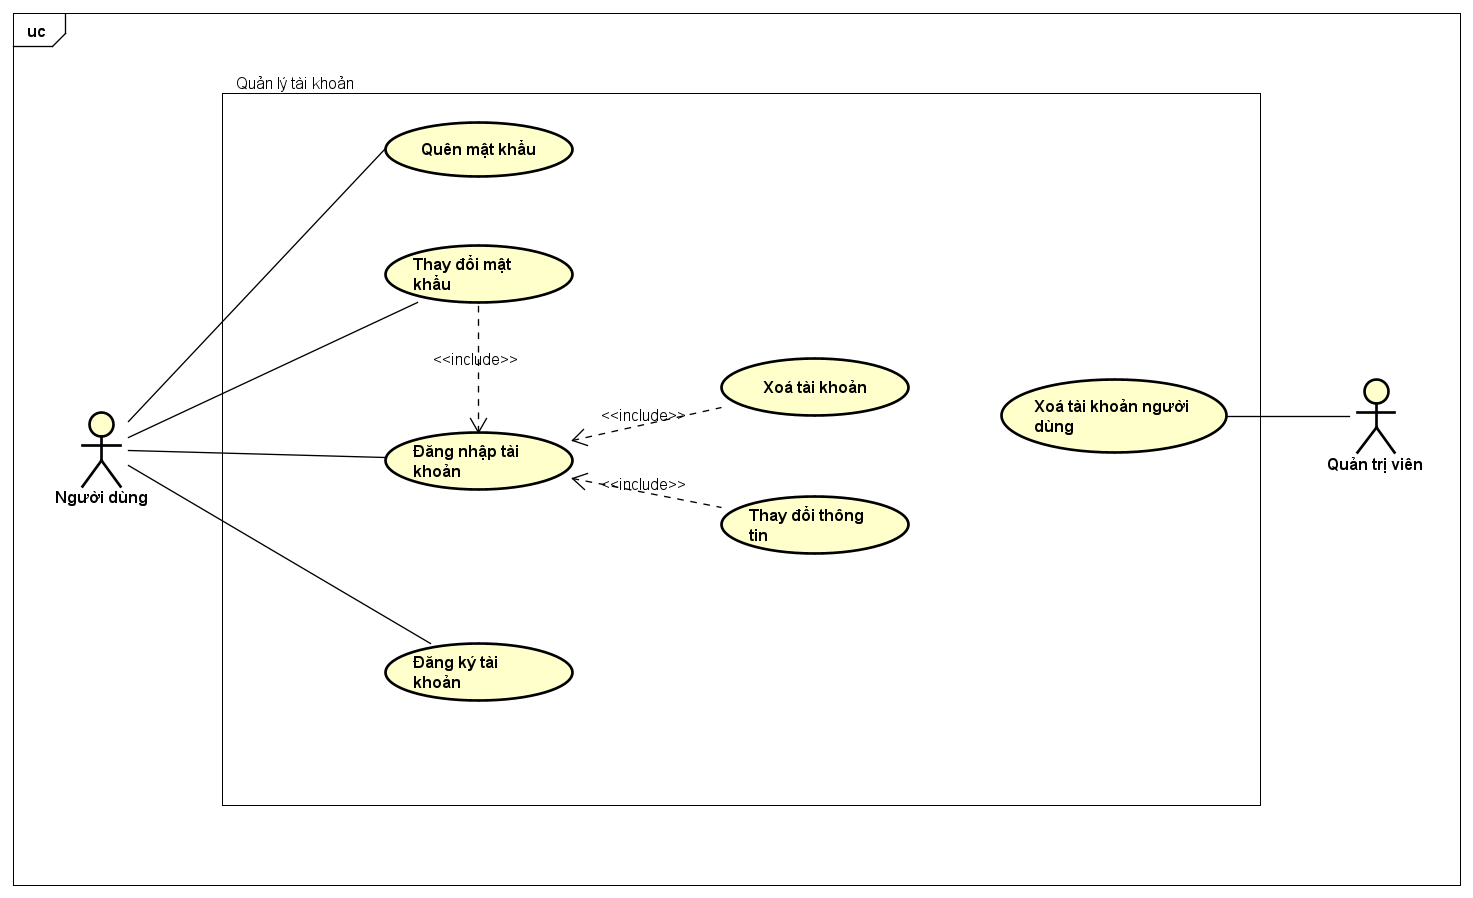 uc
Quản lý tài khoản
Quên mật khẩu
Thay đổi mật
khẩu
<<include>>
Xoá tài khoản
<<include>>
Xoá tài khoản người
dùng
Đăng nhập tài
khoản
Quản trị viên
<<include>>
Người dùng
Thay đổi thông
tin
Đăng ký tài
khoản